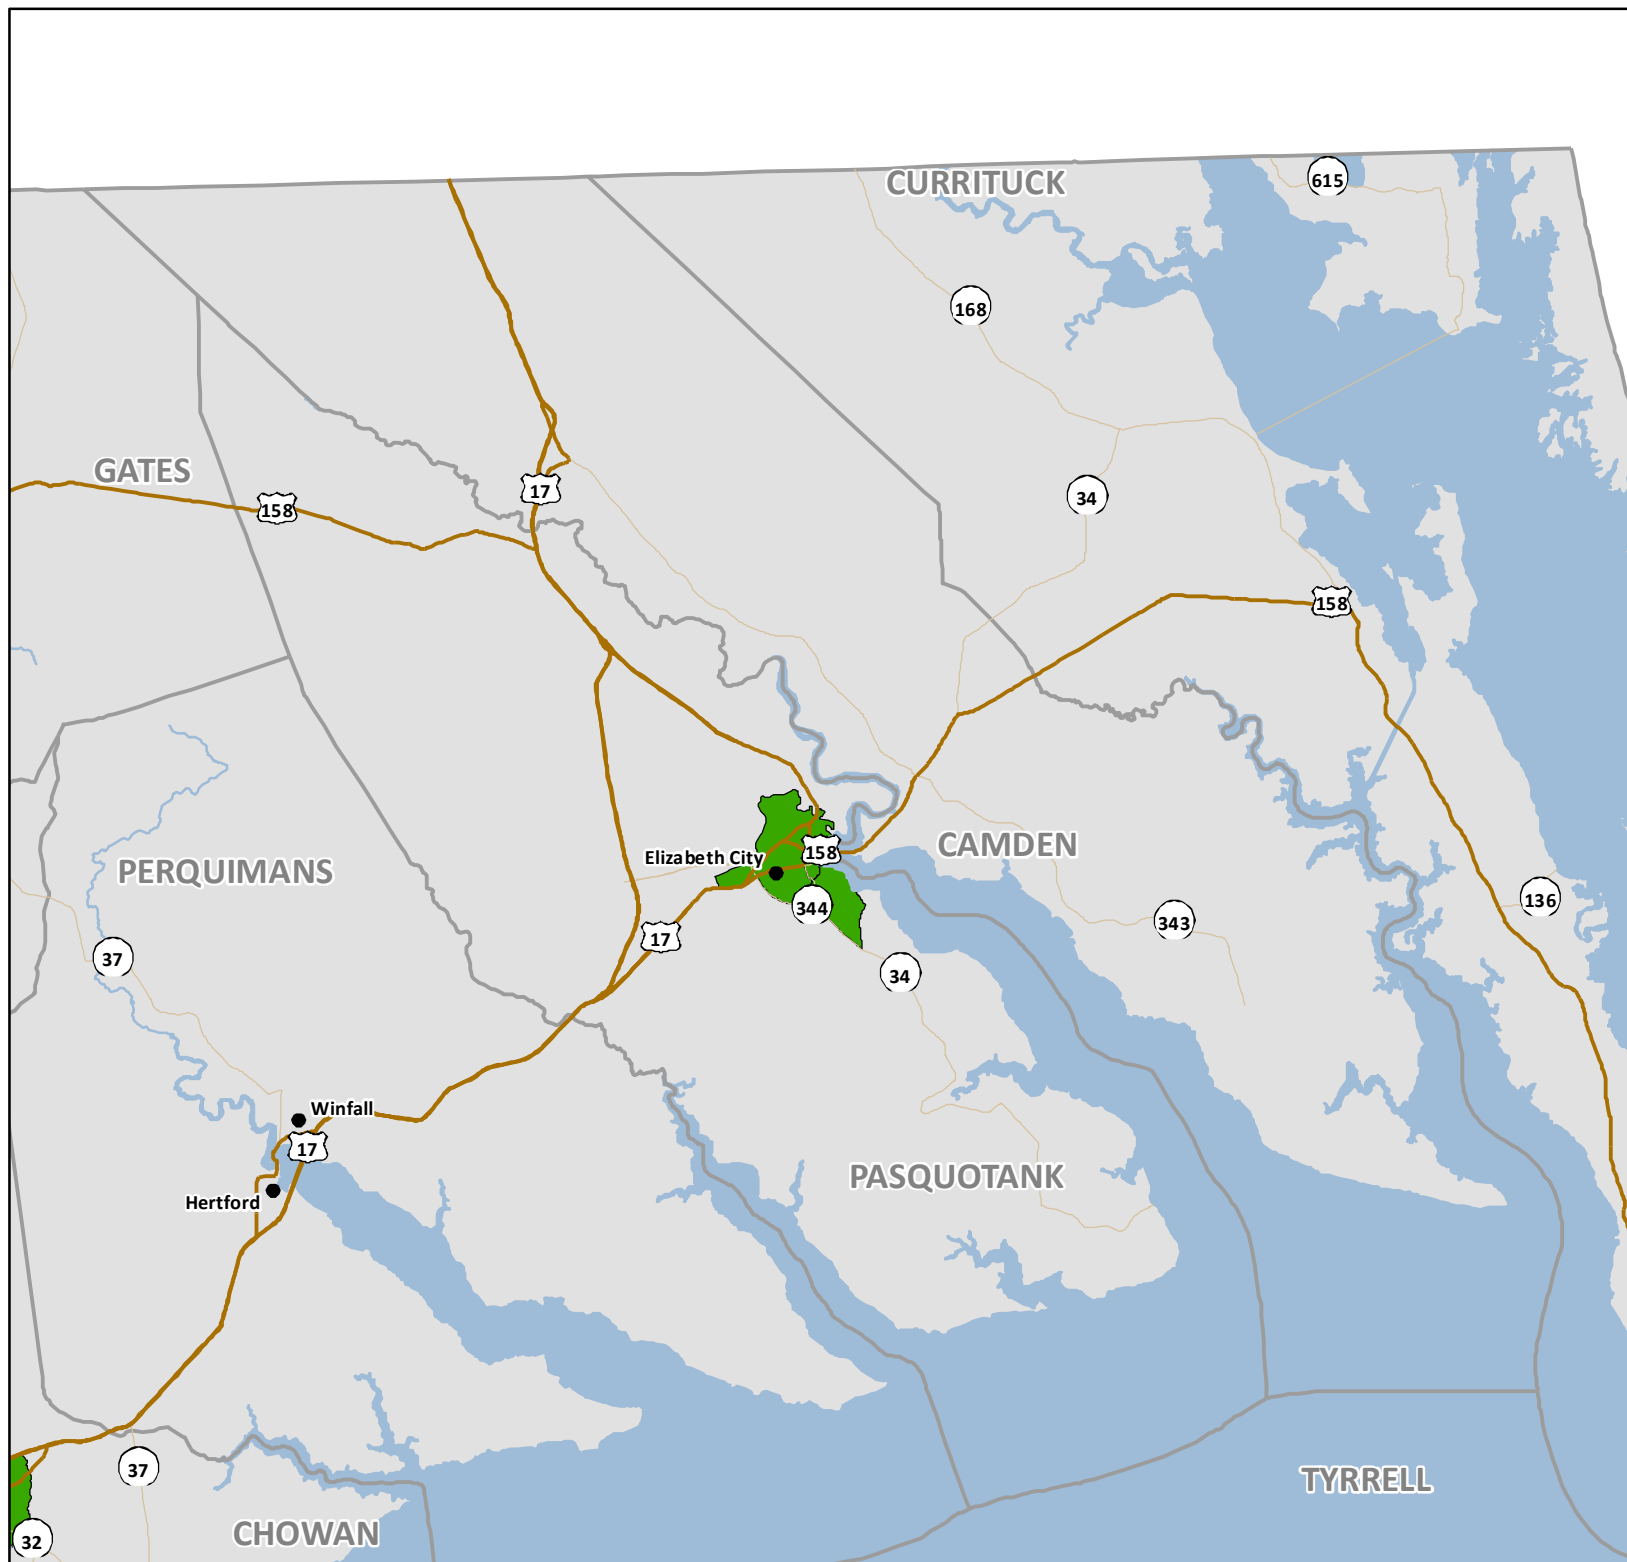 CURRITUCK
615
168
GATES
17
34
158
158
Elizabeth City
158
CAMDEN
PERQUIMANS
344
136
343
17
37
34
Winfall
17
PASQUOTANK
Hertford
37
TYRRELL
CHOWAN
32